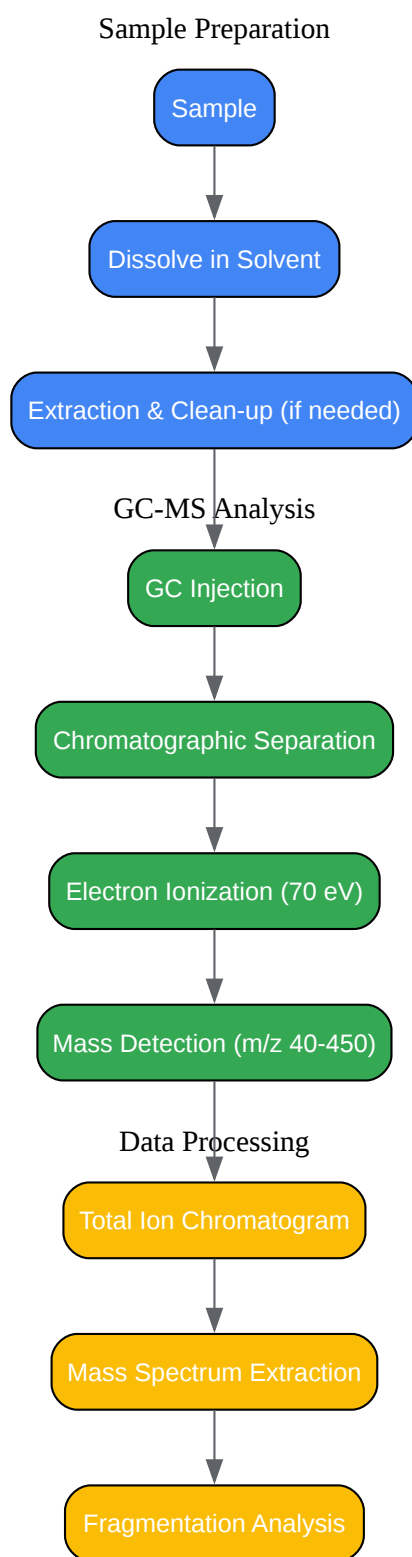 Sample Preparation
Sample
Dissolve in Solvent
Extraction & Clean-up (if needed)
GC-MS Analysis
GC Injection
Chromatographic Separation
Electron Ionization (70 eV)
Mass Detection (m/z 40-450)
Data Processing
Total Ion Chromatogram
Mass Spectrum Extraction
Fragmentation Analysis